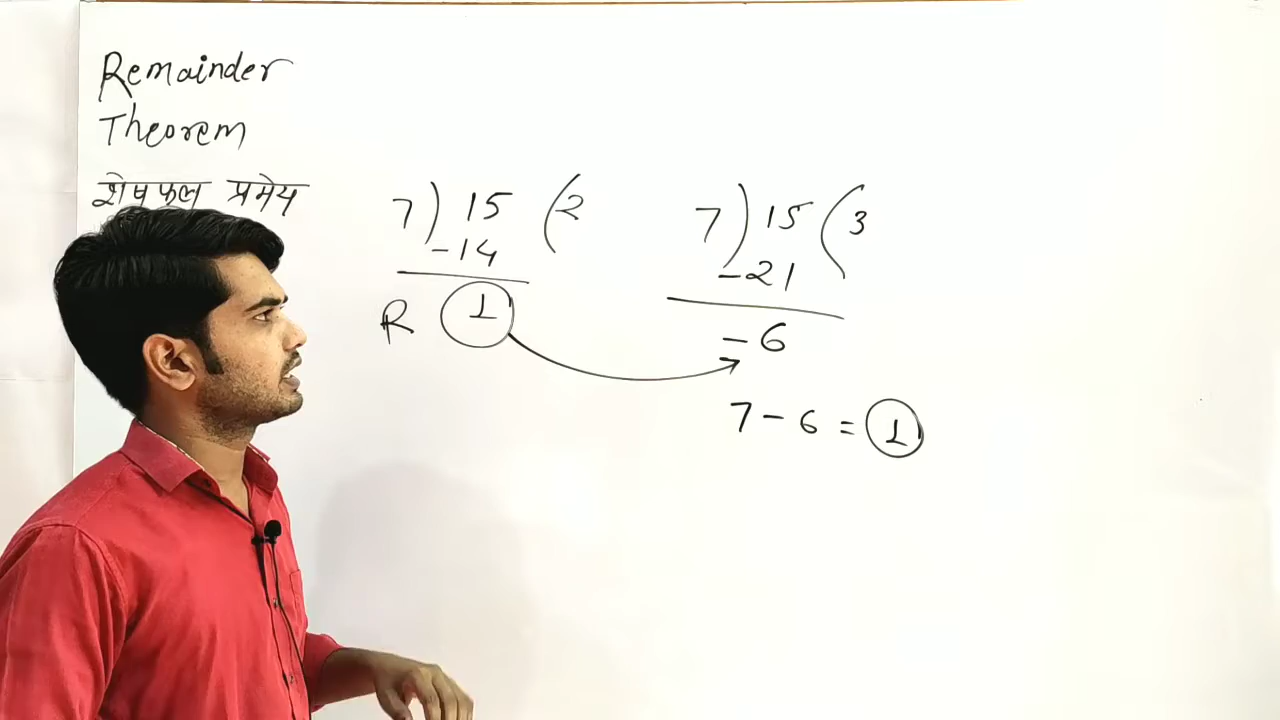 Remainder
Theorem
शेषफल प्रमेय
7 ) 15 ( 2
-14
R 1
7 ) 15 ( 3
-21
-6
7 - 6 = 1